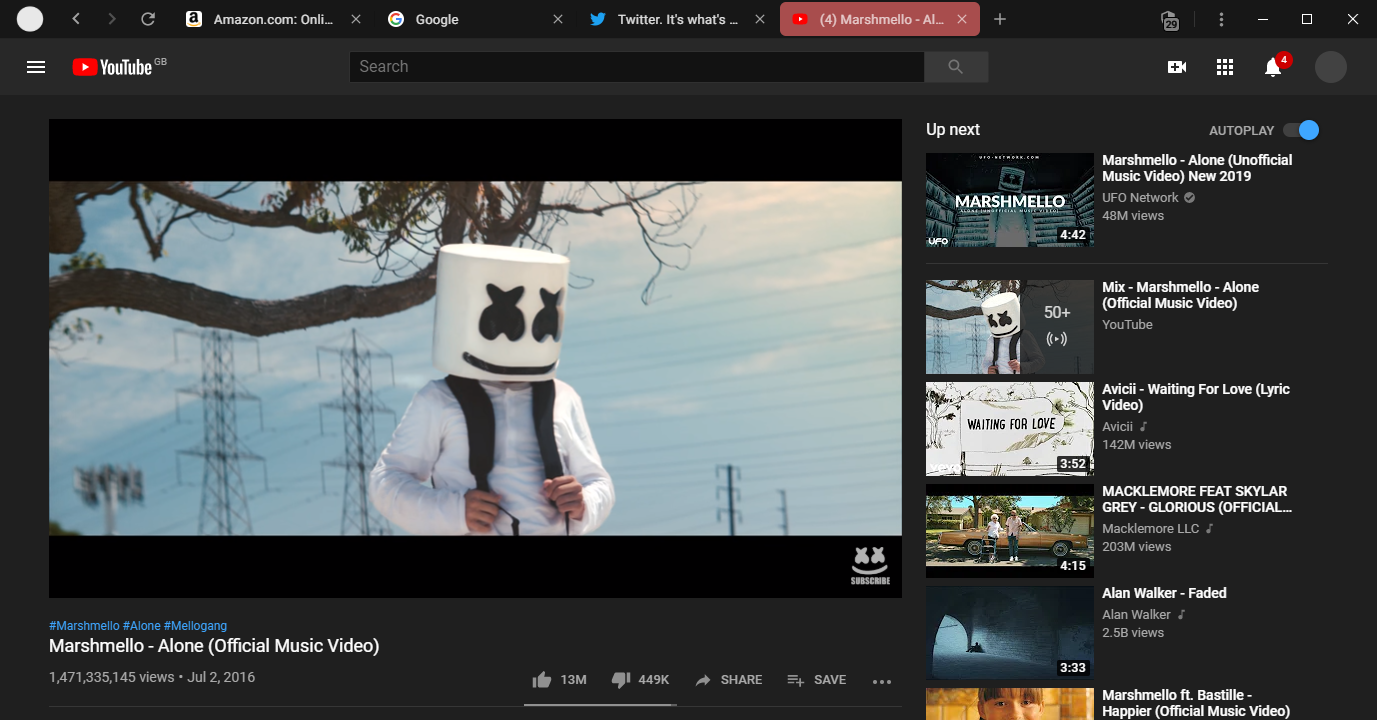 Amazon.com: Onli...
Google
Twitter. It's what's ...
(4) Marshmello - Al...
29
YouTube GB
Search
4
SUBSCRIBE
#Marshmello #Alone #Mellogang
Marshmello - Alone (Official Music Video)
1,471,335,145 views • Jul 2, 2016
13M
449K
SHARE
SAVE
Up next
AUTOPLAY
UFO-NETWORK.COM
MARSHMELLO
ALONE (UNOFFICIAL MUSIC VIDEO)
UFO
4:42
Marshmello - Alone (Unofficial
Music Video) New 2019
UFO Network
48M views
50+
Mix - Marshmello - Alone
(Official Music Video)
YouTube
WAITING FOR LOVE
vevo
3:52
Avicii - Waiting For Love (Lyric
Video)
Avicii
142M views
4:15
MACKLEMORE FEAT SKYLAR
GREY - GLORIOUS (OFFICIAL...
Macklemore LLC
203M views
3:33
Alan Walker - Faded
Alan Walker
2.5B views
Marshmello ft. Bastille -
Happier (Official Music Video)